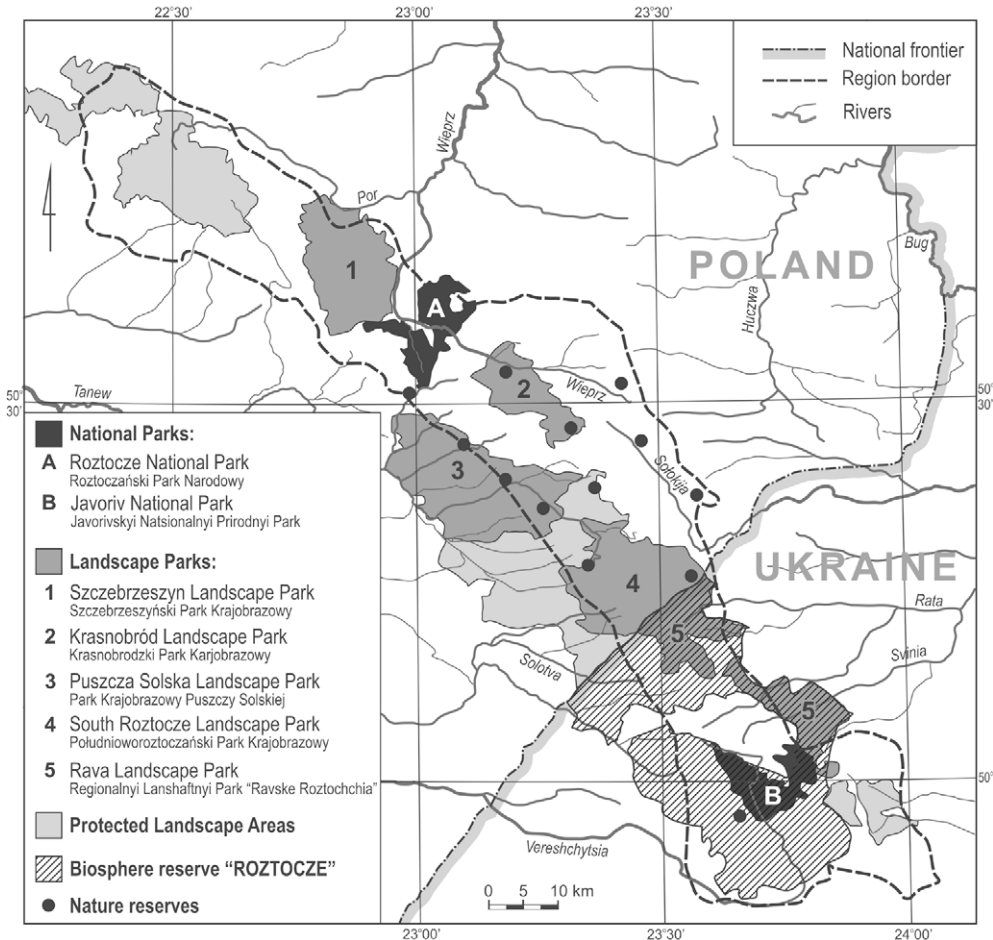 22°30'
23°00'
23°30'
National frontier
Region border
Rivers
Wieprz
Por
POLAND
Bug
Huczwa
1
A
2
Wieprz
Tanew
50°
30'
50°
30'
3
Sołokija
UKRAINE
4
5
Rata
Svinia
Solotva
5
B
50°
Vereshchytsia
National Parks:
A Roztocze National Park
Roztoczański Park Narodowy
B Javoriv National Park
Javorivskyi Natsionalnyi Prirodnyi Park
Landscape Parks:
1 Szczebrzeszyn Landscape Park
Szczebrzeszyński Park Krajobrazowy
2 Krasnobród Landscape Park
Krasnobrodzki Park Karjobrazowy
3 Puszcza Solska Landscape Park
Park Krajobrazowy Puszczy Solskiej
4 South Roztocze Landscape Park
Południoworoztoczański Park Krajobrazowy
5 Rava Landscape Park
Regionalnyi Lanshaftnyi Park “Ravske Roztochchia”
Protected Landscape Areas
Biosphere reserve “ROZTOCZE”
Nature reserves
0 5 10 km
23°00'
23°30'
24°00'